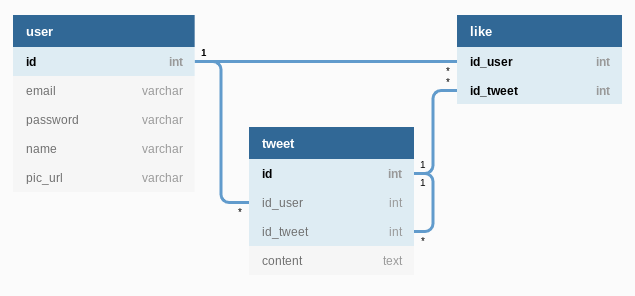 user
id int
email varchar
password varchar
name varchar
pic_url varchar
1
*
like
id_user int
id_tweet int
*
*
tweet
id int
id_user int
id_tweet int
content text
1
1
*